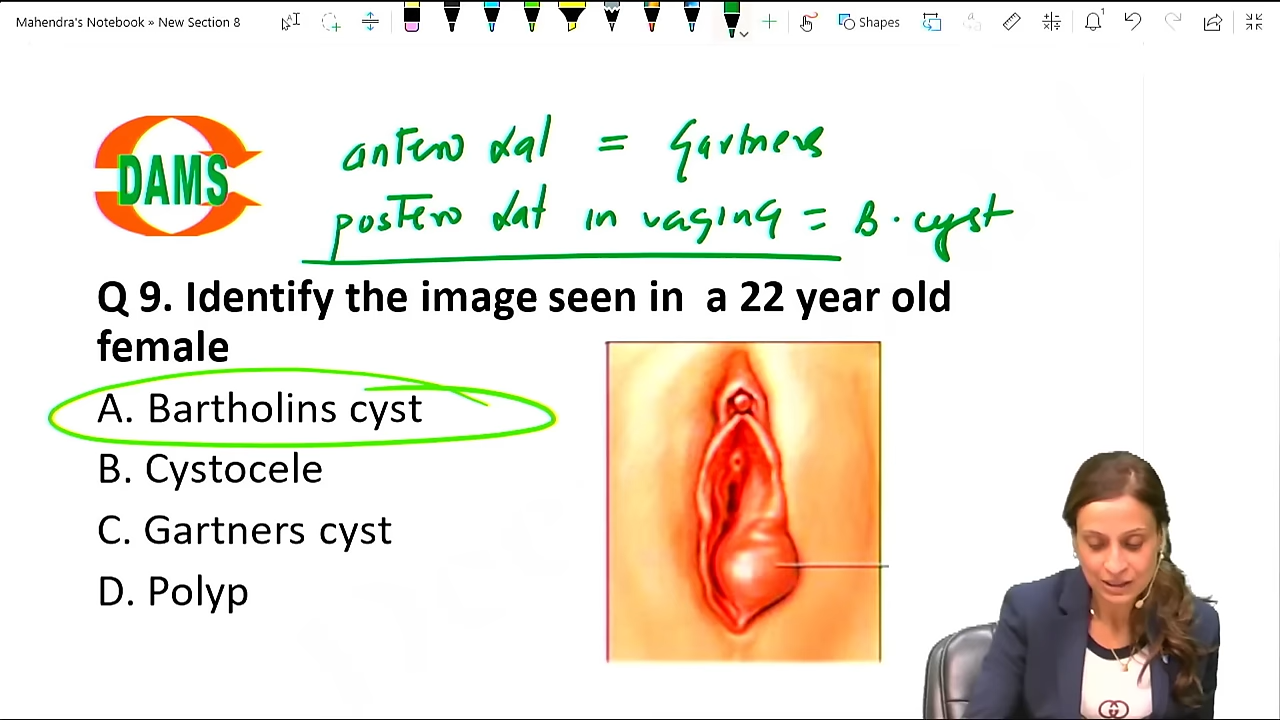 Mahendra's Notebook » New Section 8
Shapes
1
DAMS
antero lat = Gartners
postero lat in vagina = B. cyst
Q 9. Identify the image seen in a 22 year old
female
A. Bartholins cyst
B. Cystocele
C. Gartners cyst
D. Polyp